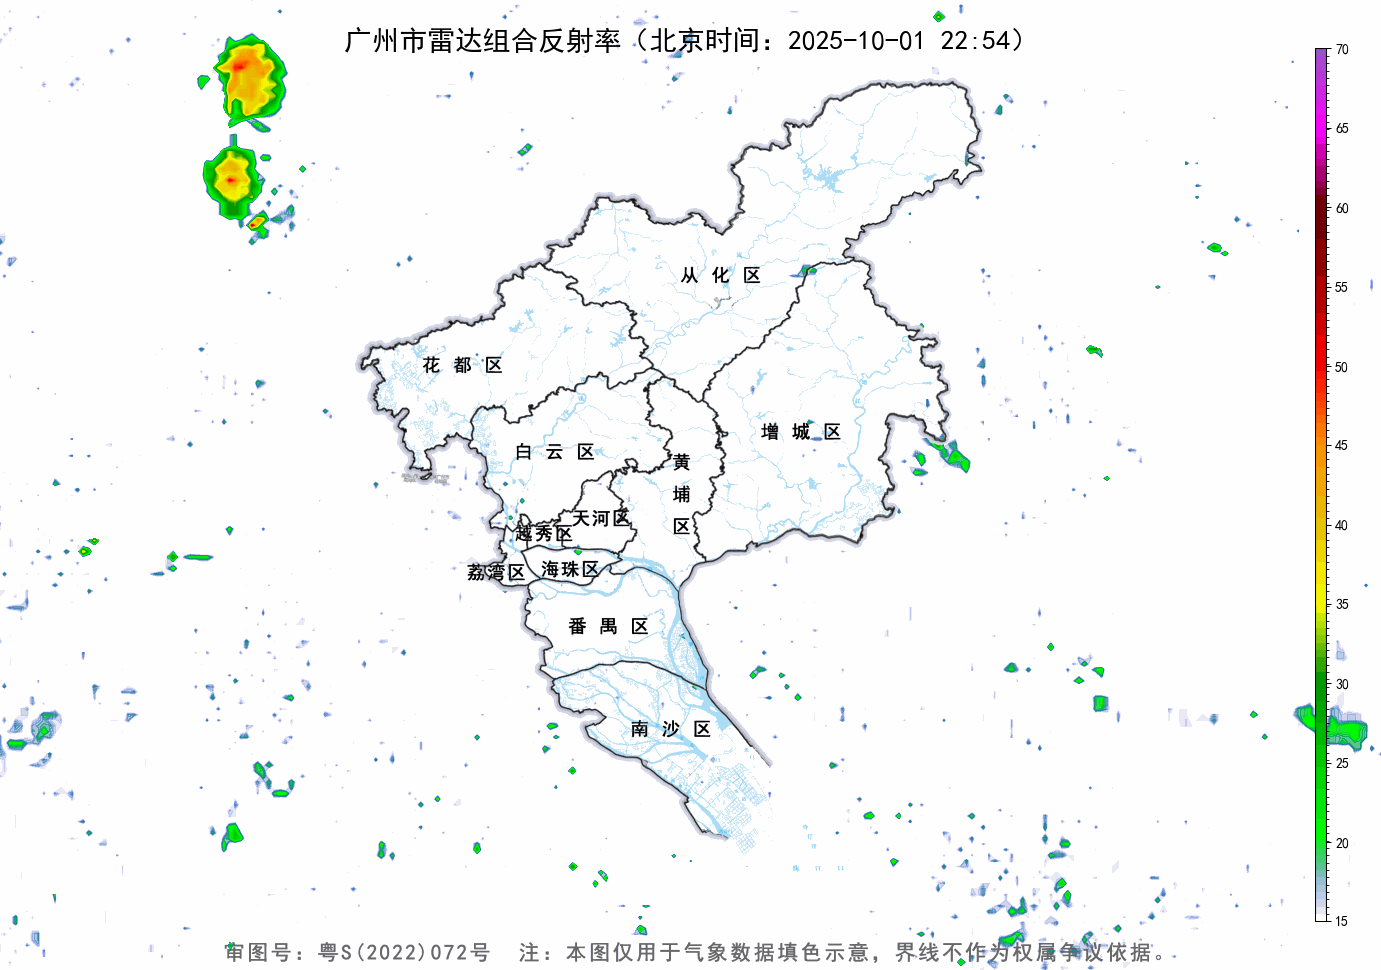 广州市雷达组合反射率（北京时间：2025-10-01 22:54）
70
65
60
55
50
45
40
35
30
25
20
15
从化区
花都区
增城区
白云区
黄埔区
天河区
越秀区
荔湾区
海珠区
番禺区
南沙区
审图号：粤S(2022)072号 注：本图仅用于气象数据填色示意，界线不作为权属争议依据。